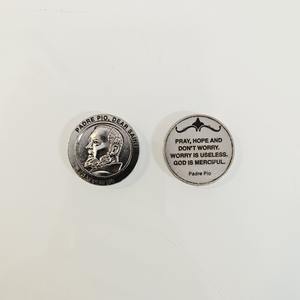 PADRE PIO, DEAR SAINT
PRAY, HOPE AND
DON'T WORRY.
WORRY IS USELESS.
GOD IS MERCIFUL.
Padre Pio